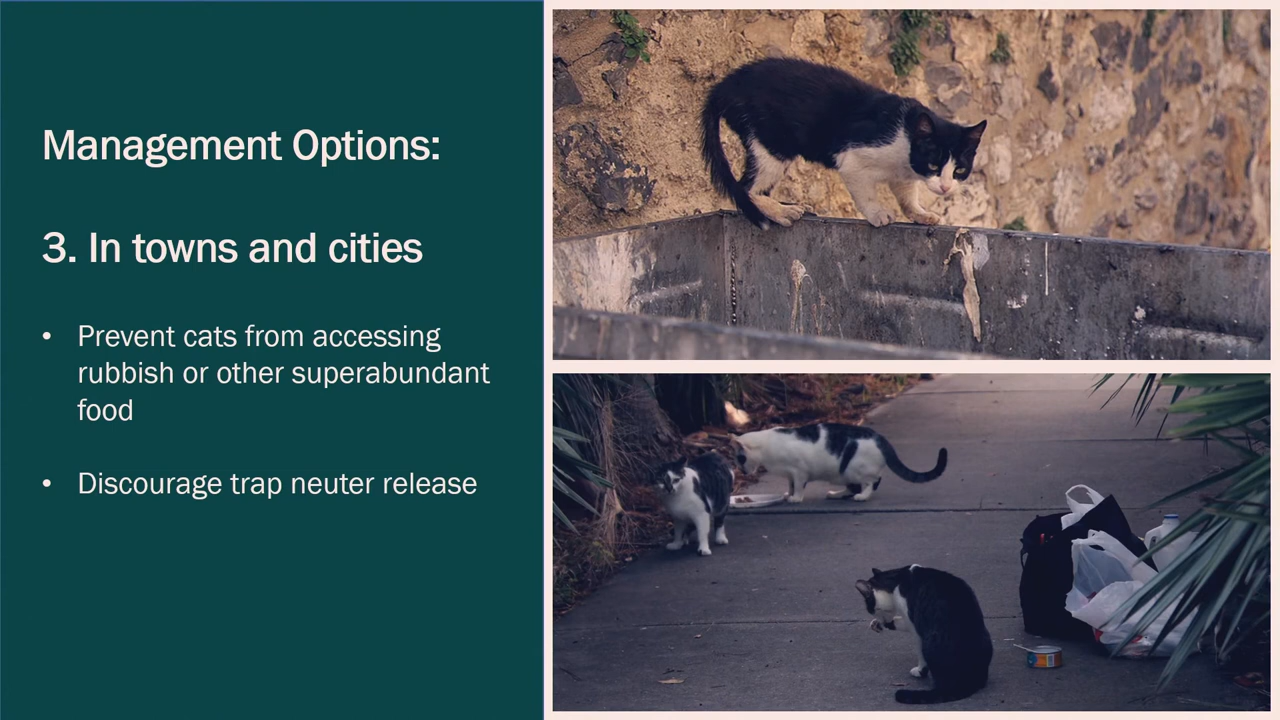 Management Options:
3. In towns and cities
• Prevent cats from accessing
rubbish or other superabundant
food
• Discourage trap neuter release